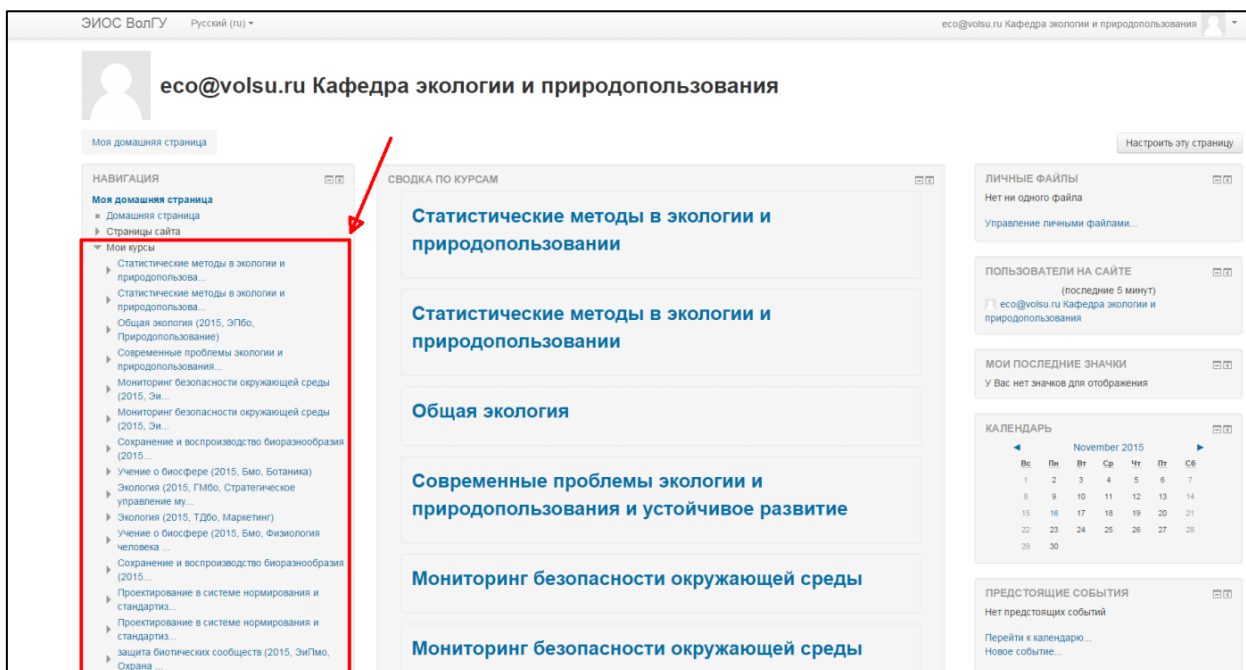 ЭИОС ВолГУ
Русский (ru)
eco@volsu.ru Кафедра экологии и природопользования
eco@volsu.ru Кафедра экологии и природопользования
Моя домашняя страница
Настроить эту страницу
НАВИГАЦИЯ
Моя домашняя страница
Домашняя страница
Страницы сайта
Мои курсы
Статистические методы в экологии и
природопользова...
Статистические методы в экологии и
природопользова...
Общая экология (2015, ЭПбо,
Природопользование)
Современные проблемы экологии и
природопользования...
Мониторинг безопасности окружающей среды
(2015, Эи...
Мониторинг безопасности окружающей среды
(2015, Эи...
Сохранение и воспроизводство биоразнообразия
(2015...
Учение о биосфере (2015, Бмо, Ботаника)
Экология (2015, ГМбо, Стратегическое
управление му...
Экология (2015, ТДбо, Маркетинг)
Учение о биосфере (2015, Бмо, Физиология
человека ...
Сохранение и воспроизводство биоразнообразия
(2015...
Проектирование в системе нормирования и
стандартиз...
Проектирование в системе нормирования и
стандартиз...
защита биотических сообществ (2015, ЭиПмо,
Охрана ...
СВОДКА ПО КУРСАМ
Статистические методы в экологии и
природопользовании
Статистические методы в экологии и
природопользовании
Общая экология
Современные проблемы экологии и
природопользования и устойчивое развитие
Мониторинг безопасности окружающей среды
Мониторинг безопасности окружающей среды
ЛИЧНЫЕ ФАЙЛЫ
Нет ни одного файла
Управление личными файлами...
ПОЛЬЗОВАТЕЛИ НА САЙТЕ
(последние 5 минут)
eco@volsu.ru Кафедра экологии и
природопользования
МОИ ПОСЛЕДНИЕ ЗНАЧКИ
У Вас нет значков для отображения
КАЛЕНДАРЬ
November 2015
Вс Пн Вт Ср Чт Пт Сб
1 2 3 4 5 6 7
8 9 10 11 12 13 14
15 16 17 18 19 20 21
22 23 24 25 26 27 28
29 30
ПРЕДСТОЯЩИЕ СОБЫТИЯ
Нет предстоящих событий
Перейти к календарю...
Новое событие...